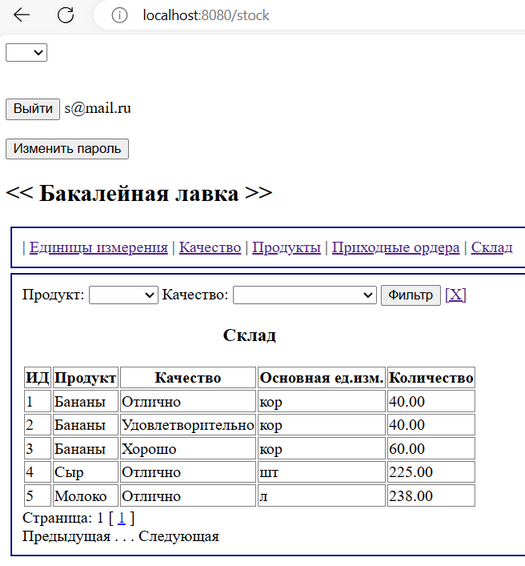 localhost:8080/stock
Выйти s@mail.ru
Изменить пароль
<< Бакалейная лавка >>
| Единицы измерения | Качество | Продукты | Приходные ордера | Склад
Продукт: Качество: Фильтр [X]
Склад
ИД Продукт Качество Основная ед.изм. Количество
1 Бананы Отлично кор 40.00
2 Бананы Удовлетворительно кор 40.00
3 Бананы Хорошо кор 60.00
4 Сыр Отлично шт 225.00
5 Молоко Отлично л 238.00
Страница: 1 [ 1 ]
Предыдущая . . . Следующая